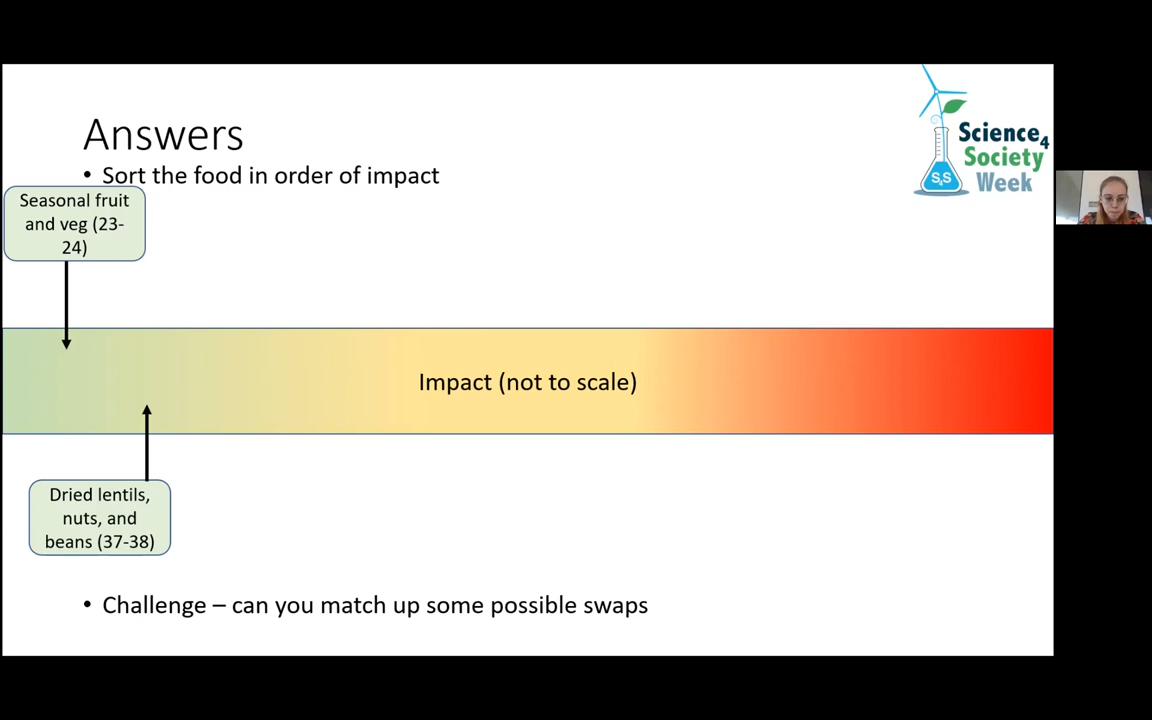 Answers
• Sort the food in order of impact
Science4
Society
Week
S4S
Seasonal fruit
and veg (23-
24)
Impact (not to scale)
Dried lentils,
nuts, and
beans (37-38)
• Challenge – can you match up some possible swaps